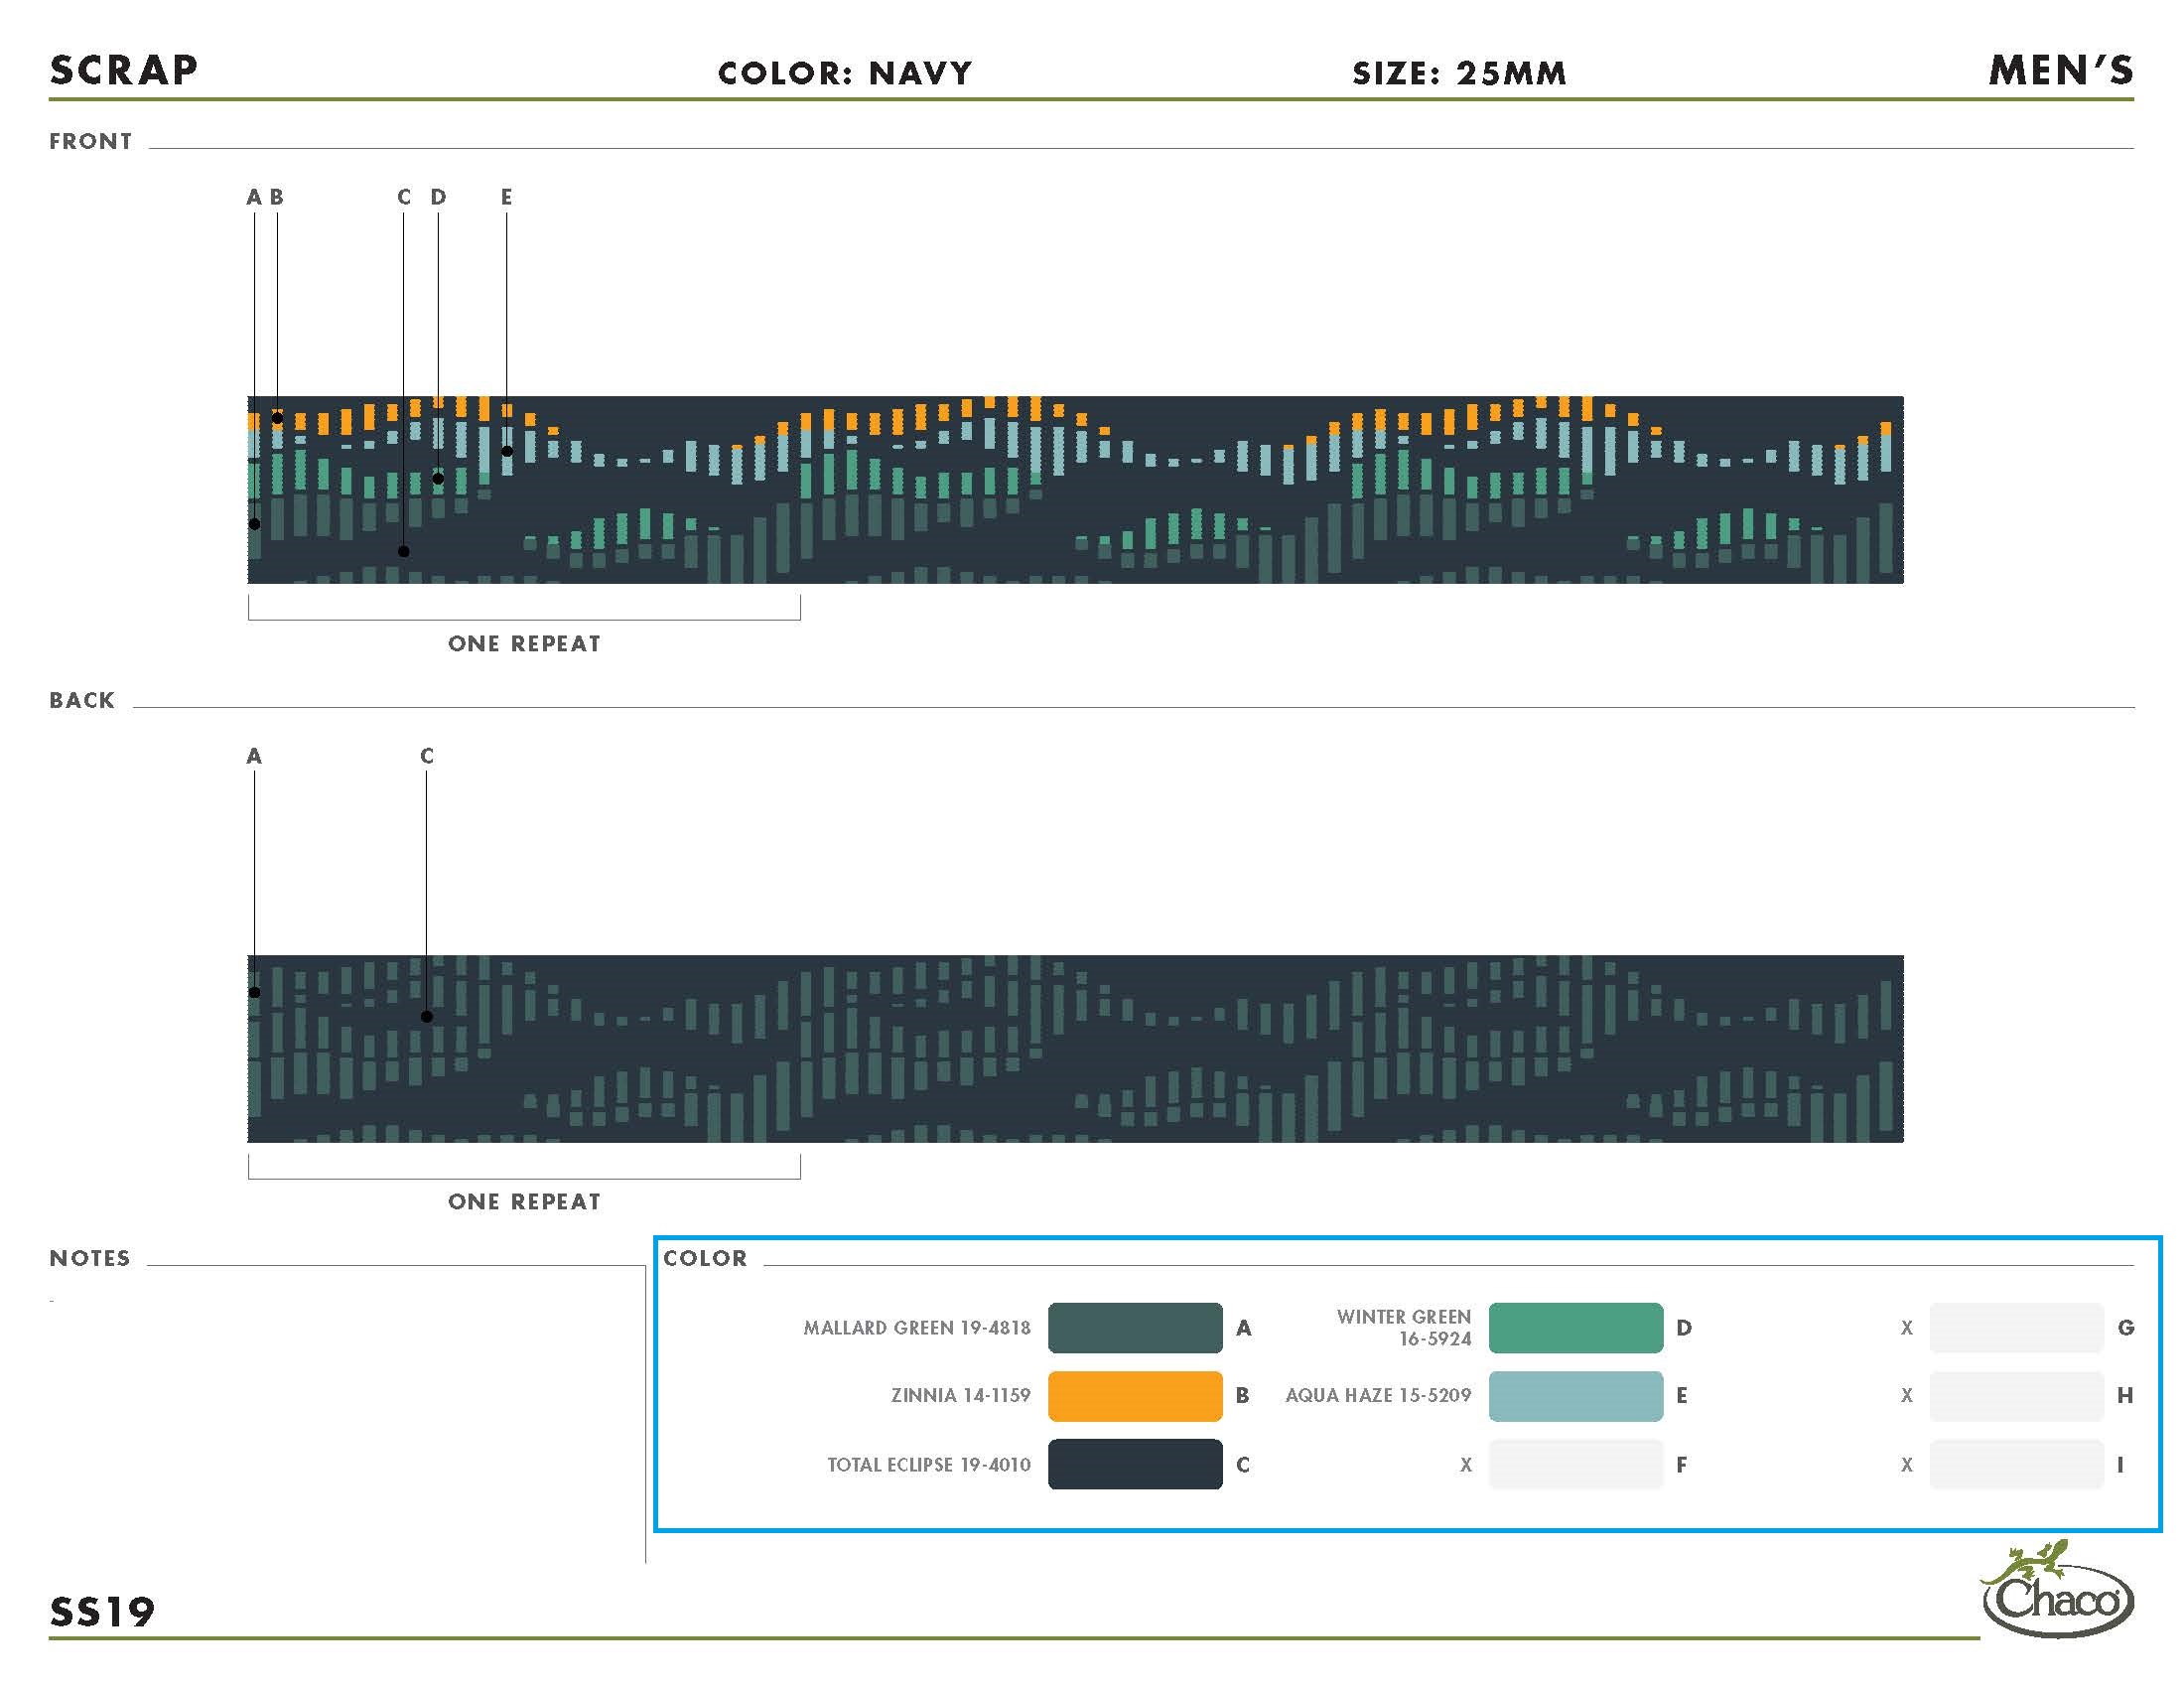 SCRAP
COLOR: NAVY
SIZE: 25MM
MEN'S
FRONT
A B C D E
ONE REPEAT
BACK
A C
ONE REPEAT
NOTES
-
COLOR
MALLARD GREEN 19-4818 A
ZINNIA 14-1159 B
TOTAL ECLIPSE 19-4010 C
WINTER GREEN
16-5924 D
AQUA HAZE 15-5209 E
X F
X G
X H
X I
SS19
Chaco